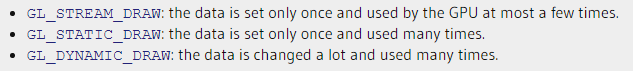 • GL_STREAM_DRAW: the data is set only once and used by the GPU at most a few times.
• GL_STATIC_DRAW: the data is set only once and used many times.
• GL_DYNAMIC_DRAW: the data is changed a lot and used many times.